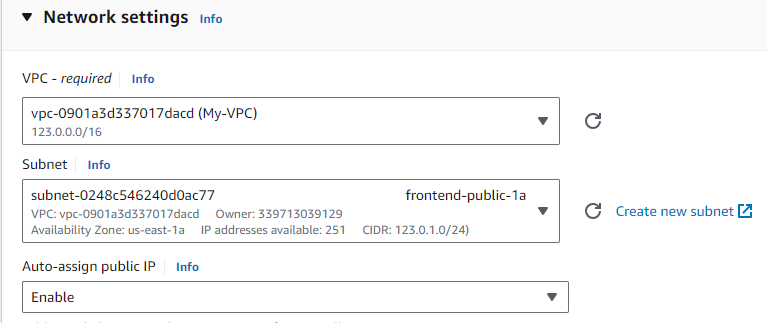 Network settings Info
VPC - required Info
vpc-0901a3d337017dacd (My-VPC)
123.0.0.0/16
Subnet Info
subnet-0248c546240d0ac77 frontend-public-1a
VPC: vpc-0901a3d337017dacd Owner: 339713039129
Availability Zone: us-east-1a IP addresses available: 251 CIDR: 123.0.1.0/24)
Create new subnet
Auto-assign public IP Info
Enable